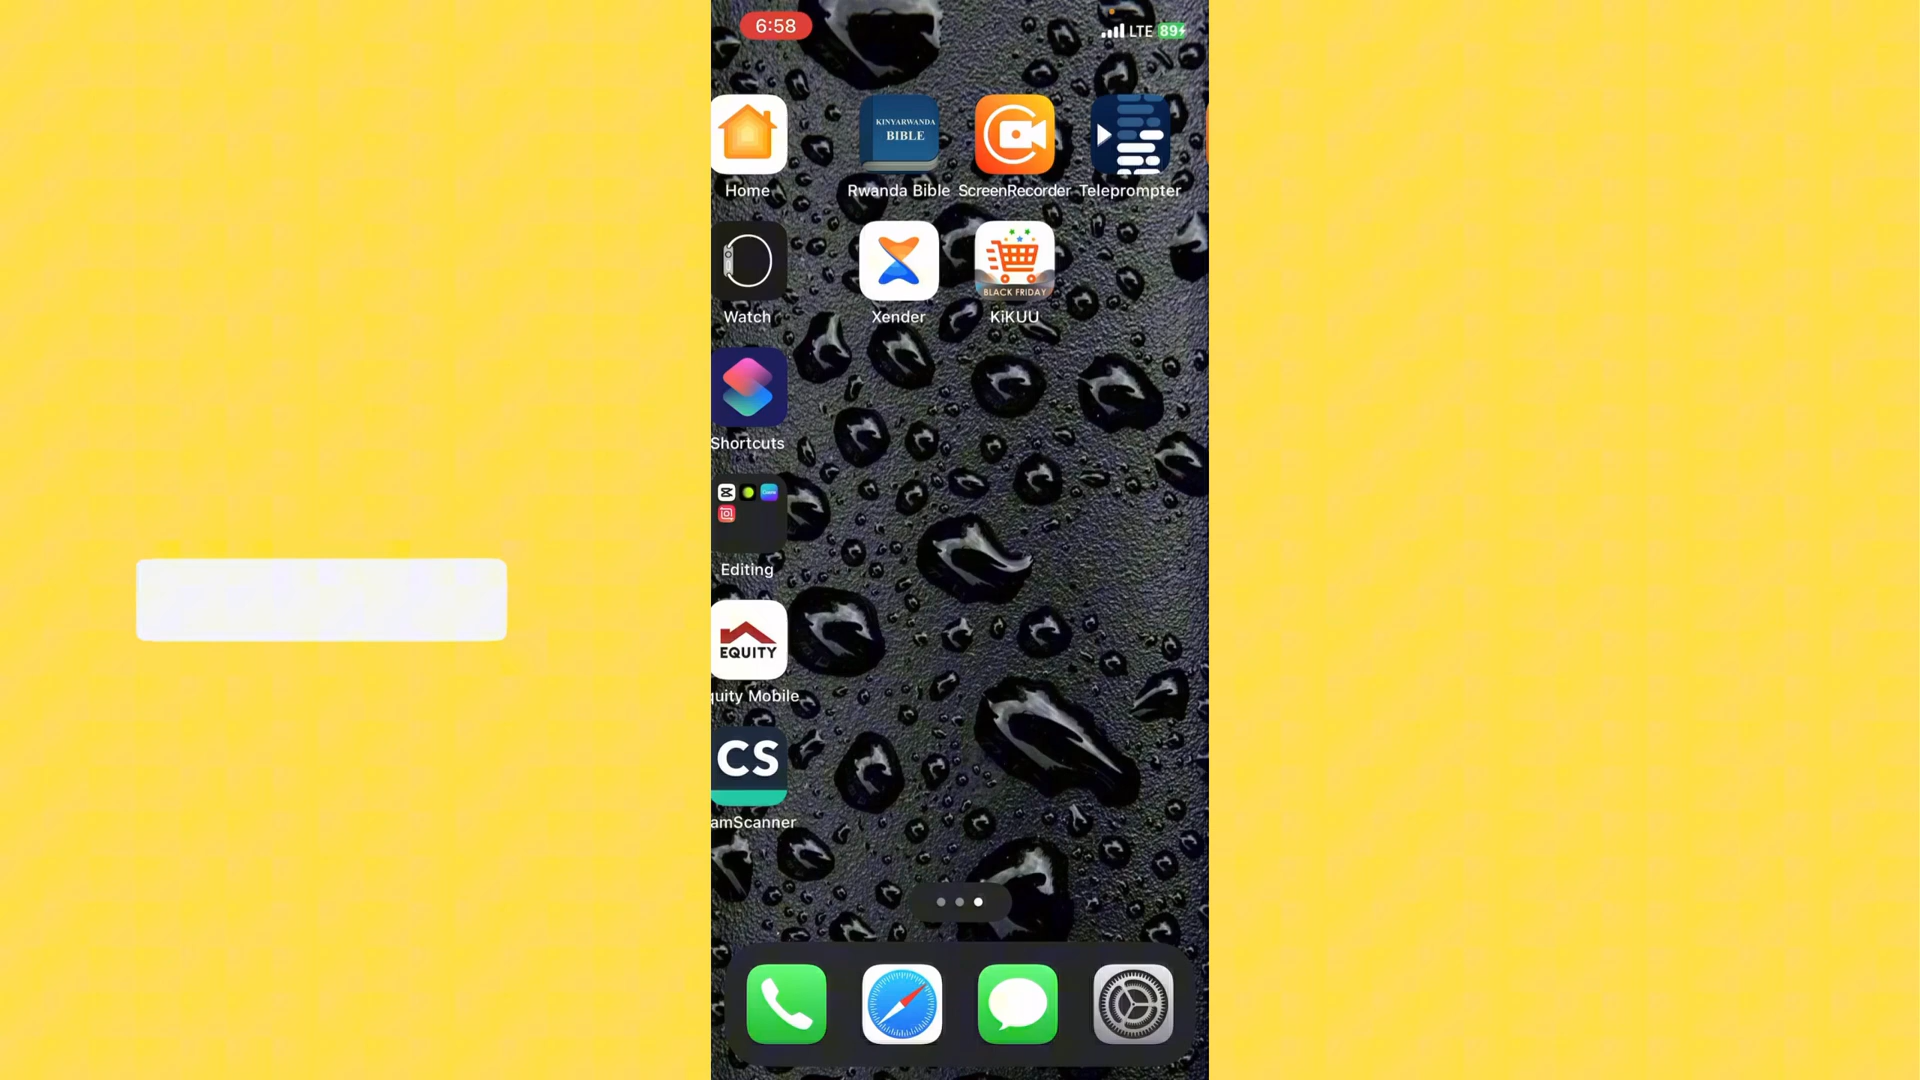 6:58
LTE 89
KINYARWANDA
BIBLE
Home
Rwanda Bible
ScreenRecorder
Teleprompter
BLACK FRIDAY
Watch
Xender
KiKUU
Shortcuts
Editing
EQUITY
quity Mobile
CS
amScanner